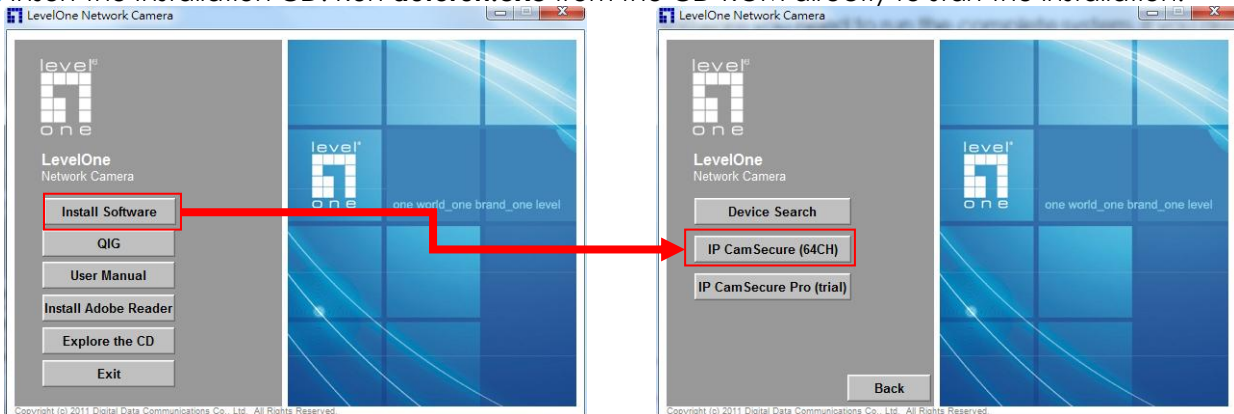 LevelOne Network Camera
level®
one
LevelOne
Network Camera
Install Software
QIG
User Manual
Install Adobe Reader
Explore the CD
Exit
level®
one
one world_one brand_one level
Copyright (c) 2011 Digital Data Communications Co., Ltd. All Rights Reserved.
LevelOne Network Camera
level®
one
LevelOne
Network Camera
Device Search
IP CamSecure (64CH)
IP CamSecure Pro (trial)
Back
level®
one
one world_one brand_one level
Copyright (c) 2011 Digital Data Communications Co., Ltd. All Rights Reserved.